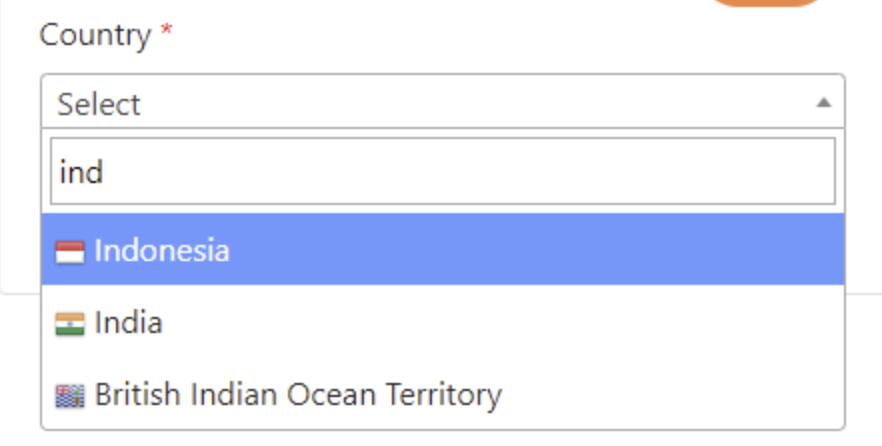 Country *
Select
ind
Indonesia
India
British Indian Ocean Territory